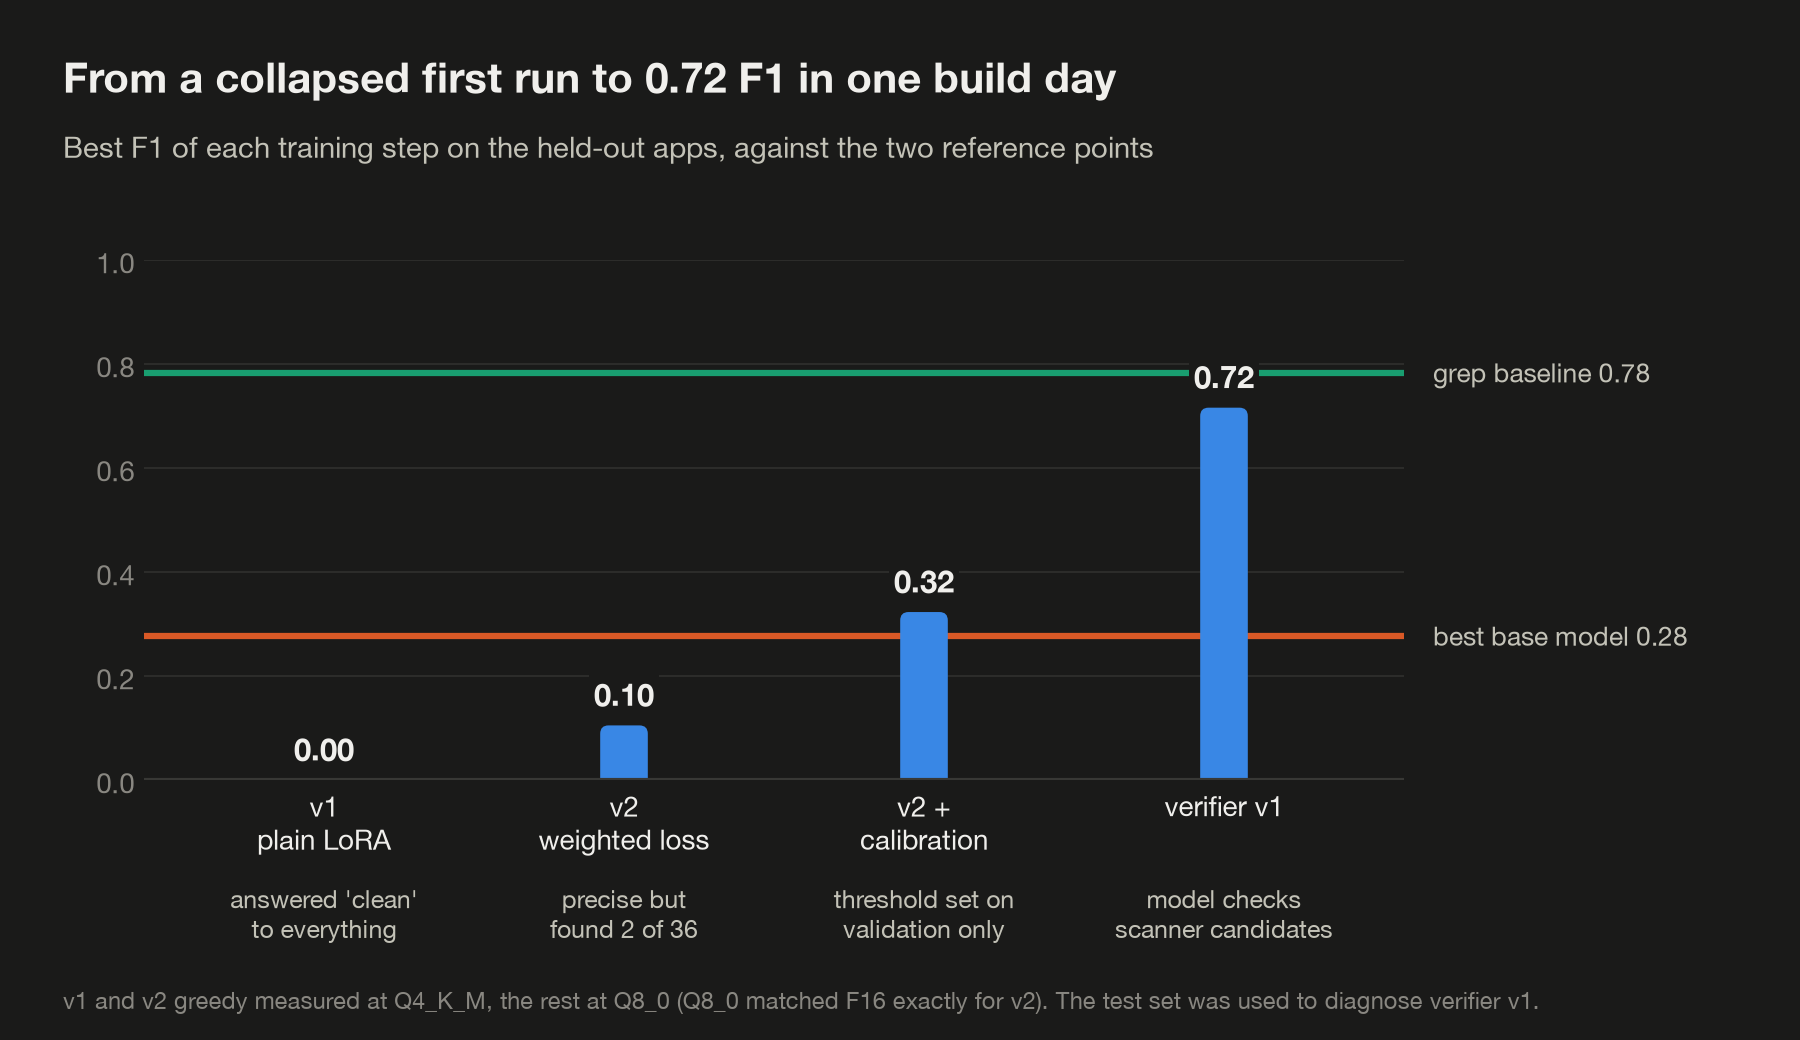 From a collapsed first run to 0.72 F1 in one build day
Best F1 of each training step on the held-out apps, against the two reference points
1.0
0.8
0.6
0.4
0.2
0.0
grep baseline 0.78
best base model 0.28
0.00
0.10
0.32
0.72
v1
plain LoRA
answered 'clean'
to everything
v2
weighted loss
precise but
found 2 of 36
v2 +
calibration
threshold set on
validation only
verifier v1
model checks
scanner candidates
v1 and v2 greedy measured at Q4_K_M, the rest at Q8_0 (Q8_0 matched F16 exactly for v2). The test set was used to diagnose verifier v1.